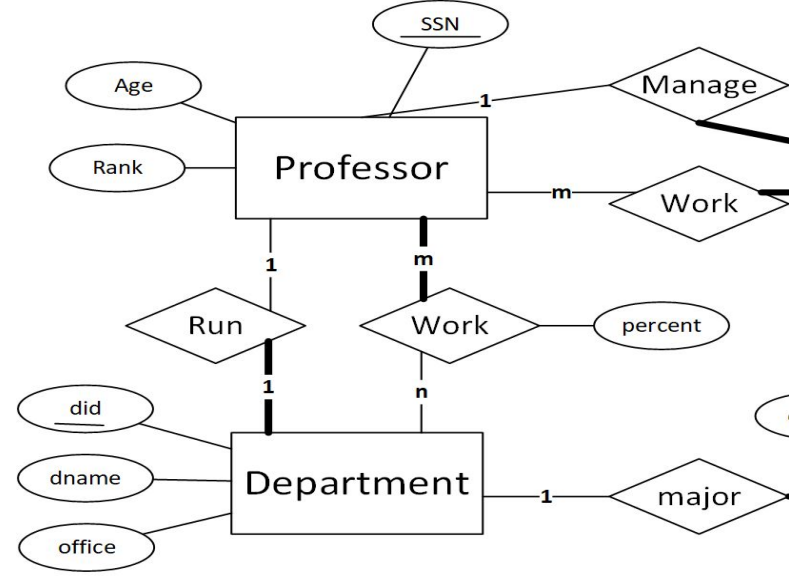 SSN
Age
1
Manage
Rank
Professor
m
Work
1
m
Run
Work
percent
1
n
did
dname
Department
1
major
office